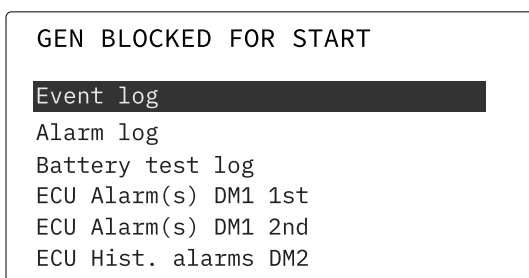 GEN BLOCKED FOR START
Event log
Alarm log
Battery test log
ECU Alarm(s) DM1 1st
ECU Alarm(s) DM1 2nd
ECU Hist. alarms DM2